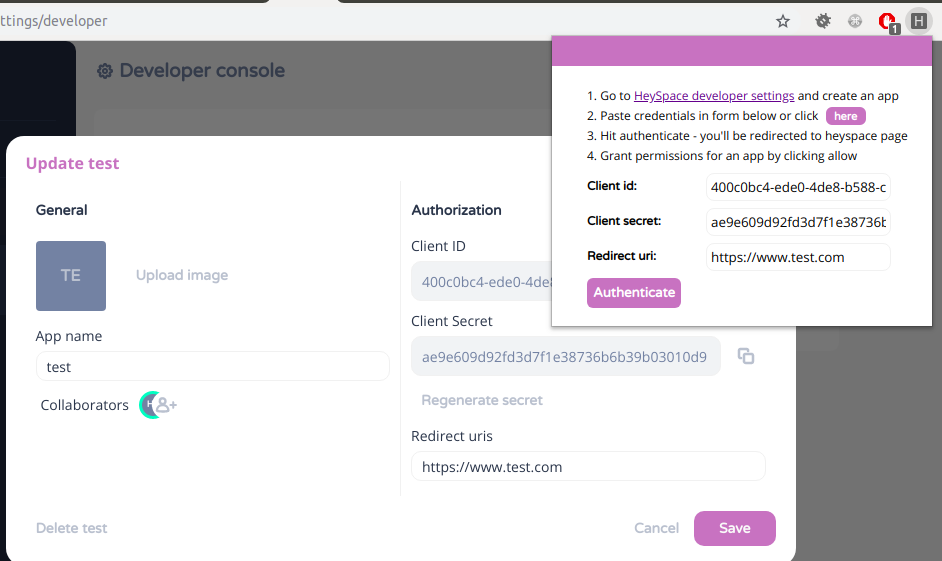 ttings/developer
1
H
Developer console
1. Go to HeySpace developer settings and create an app
2. Paste credentials in form below or click here
3. Hit authenticate - you'll be redirected to heyspace page
4. Grant permissions for an app by clicking allow
Client id: 400c0bc4-ede0-4de8-b588-c
Client secret: ae9e609d92fd3d7f1e38736b
Redirect uri: https://www.test.com
Authenticate
Update test
General
TE
Upload image
App name
test
Collaborators
Authorization
Client ID
400c0bc4-ede0-4de8
Client Secret
ae9e609d92fd3d7f1e38736b6b39b03010d9
Regenerate secret
Redirect uris
https://www.test.com
Delete test
Cancel
Save